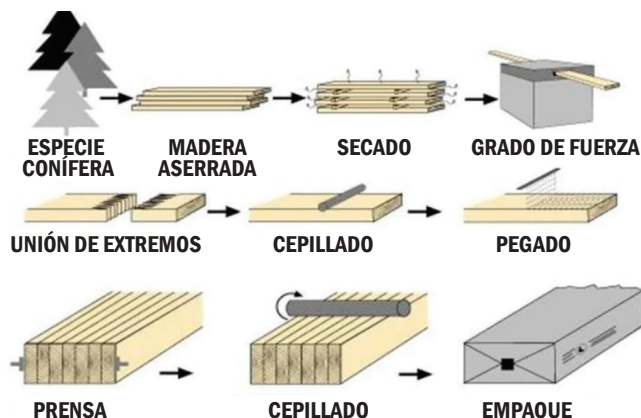 ESPECIE
CONÍFERA
MADERA
ASERRADA
SECADO
GRADO DE FUERZA
UNIÓN DE EXTREMOS
CEPILLADO
PEGADO
PRENSA
CEPILLADO
EMPAQUE